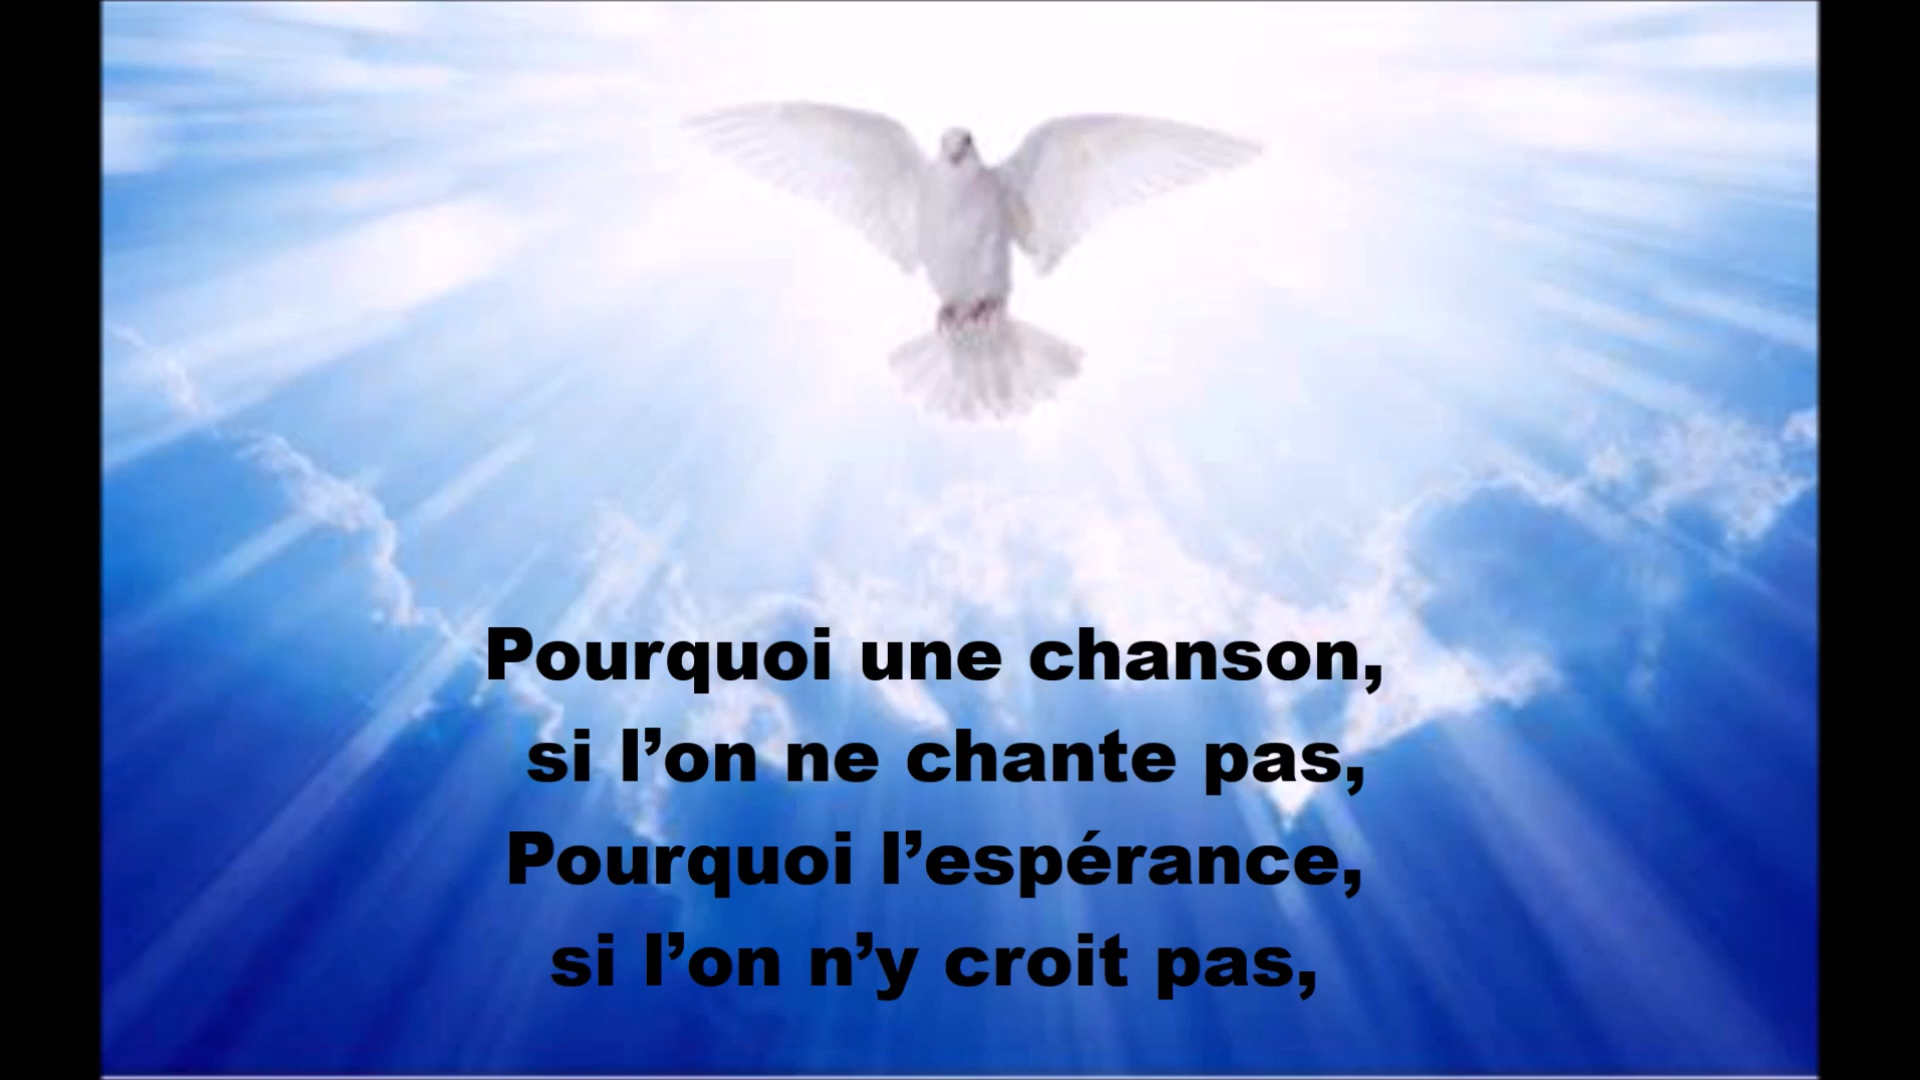 Pourquoi une chanson,
si l’on ne chante pas,
Pourquoi l’espérance,
si l’on n’y croit pas,